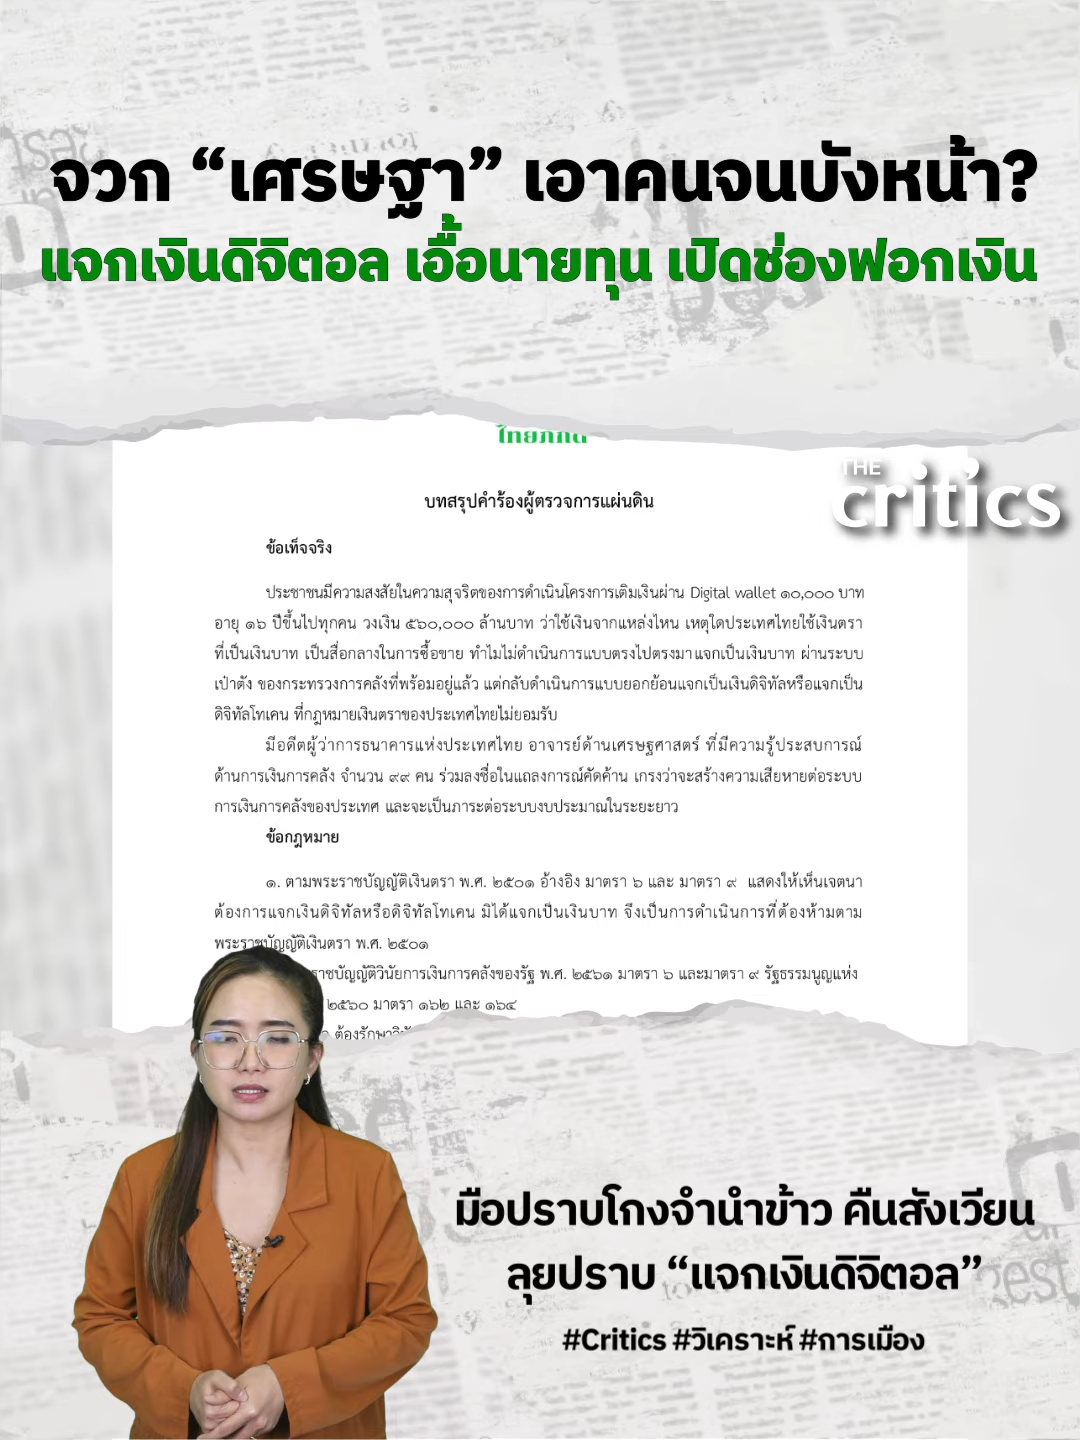 จวก “เศรษฐา” เอาคนจนบังหน้า?
แจกเงินดิจิตอล เอื้อนายทุน เปิดช่องฟอกเงิน
ไทยภักดี
THE
critics
บทสรุปคำร้องผู้ตรวจการแผ่นดิน
ข้อเท็จจริง
ประชาชนมีความสงสัยในความสุจริตของการดำเนินโครงการเติมเงินผ่าน Digital wallet ๑๐,๐๐๐ บาท
อายุ ๑๖ ปีขึ้นไปทุกคน วงเงิน ๕๖๐,๐๐๐ ล้านบาท ว่าใช้เงินจากแหล่งไหน เหตุใดประเทศไทยใช้เงินตรา
ที่เป็นเงินบาท เป็นสื่อกลางในการซื้อขาย ทำไมไม่ดำเนินการแบบตรงไปตรงมาแจกเป็นเงินบาท ผ่านระบบ
เป๋าตัง ของกระทรวงการคลังที่พร้อมอยู่แล้ว แต่กลับดำเนินการแบบยอกย้อนแจกเป็นเงินดิจิทัลหรือแจกเป็น
ดิจิทัลโทเคน ที่กฎหมายเงินตราของประเทศไทยไม่ยอมรับ
มีอดีตผู้ว่าการธนาคารแห่งประเทศไทย อาจารย์ด้านเศรษฐศาสตร์ ที่มีความรู้ประสบการณ์
ด้านการเงินการคลัง จำนวน ๙๙ คน ร่วมลงชื่อในแถลงการณ์คัดค้าน เกรงว่าจะสร้างความเสียหายต่อระบบ
การเงินการคลังของประเทศ และจะเป็นภาระต่อระบบงบประมาณในระยะยาว
ข้อกฎหมาย
๑. ตามพระราชบัญญัติเงินตรา พ.ศ. ๒๕๐๑ อ้างอิง มาตรา ๖ และ มาตรา ๙ แสดงให้เห็นเจตนา
ต้องการแจกเงินดิจิทัลหรือดิจิทัลโทเคน มิได้แจกเป็นเงินบาท จึงเป็นการดำเนินการที่ต้องห้ามตาม
พระราชบัญญัติเงินตรา พ.ศ. ๒๕๐๑
ราชบัญญัติวินัยการเงินการคลังของรัฐ พ.ศ. ๒๕๖๑ มาตรา ๖ และมาตรา ๙ รัฐธรรมนูญแห่ง
๒๕๖๐ มาตรา ๑๖๒ และ ๑๖๔
ต้องรักษา
มือปราบโกงจำนำข้าว คืนสังเวียน
ลุยปราบ “แจกเงินดิจิตอล”
#Critics #วิเคราะห์ #การเมือง